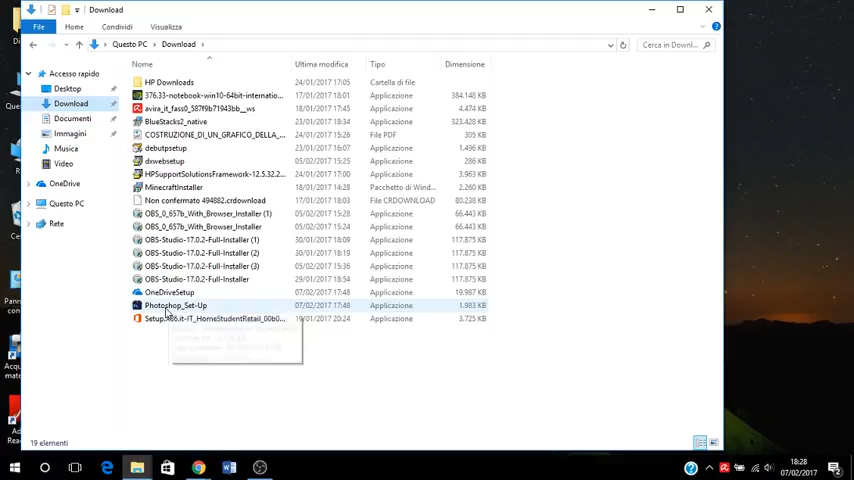 Download
File
Home
Condividi
Visualizza
Questo PC
Download
Cerca in Downl...
Nome
Ultima modifica
Tipo
Dimensione
Accesso rapido
Desktop
Download
Documenti
Immagini
Musica
Video
OneDrive
Questo PC
Rete
HP Downloads 24/01/2017 17:05 Cartella di file
376.33-notebook-win10-64bit-internatio... 17/01/2017 18:01 Applicazione 384.148 KB
avira_it_fass0_587f9b71943bb__ws 18/01/2017 17:45 Applicazione 4.474 KB
BlueStacks2_native 23/01/2017 18:34 Applicazione 323.428 KB
COSTRUZIONE_DI_UN_GRAFICO_DELLA_... 24/01/2017 15:26 File PDF 305 KB
debutpsetup 23/01/2017 16:07 Applicazione 1.496 KB
dxwebsetup 05/02/2017 15:25 Applicazione 286 KB
HPSupportSolutionsFramework-12.5.32.2... 24/01/2017 17:03 Applicazione 3.963 KB
MinecraftInstaller 18/01/2017 14:28 Pacchetto di Wind... 2.260 KB
Non confermato 494882.crdownload 17/01/2017 18:03 File CRDOWNLOAD 80.238 KB
OBS_0_657b_With_Browser_Installer (1) 05/02/2017 15:24 Applicazione 66.443 KB
OBS_0_657b_With_Browser_Installer 05/02/2017 15:24 Applicazione 66.443 KB
OBS-Studio-17.0.2-Full-Installer (1) 30/01/2017 18:09 Applicazione 117.875 KB
OBS-Studio-17.0.2-Full-Installer (2) 30/01/2017 18:19 Applicazione 117.875 KB
OBS-Studio-17.0.2-Full-Installer (3) 05/02/2017 15:36 Applicazione 117.875 KB
OBS-Studio-17.0.2-Full-Installer 29/01/2017 18:54 Applicazione 117.875 KB
OneDriveSetup 07/02/2017 17:48 Applicazione 19.987 KB
Photoshop_Set-Up 07/02/2017 17:48 Applicazione 1.983 KB
Setup.X86.it-IT_HomeStudentRetail_00b0... 19/01/2017 20:24 Applicazione 3.725 KB
19 elementi
18:28
07/02/2017